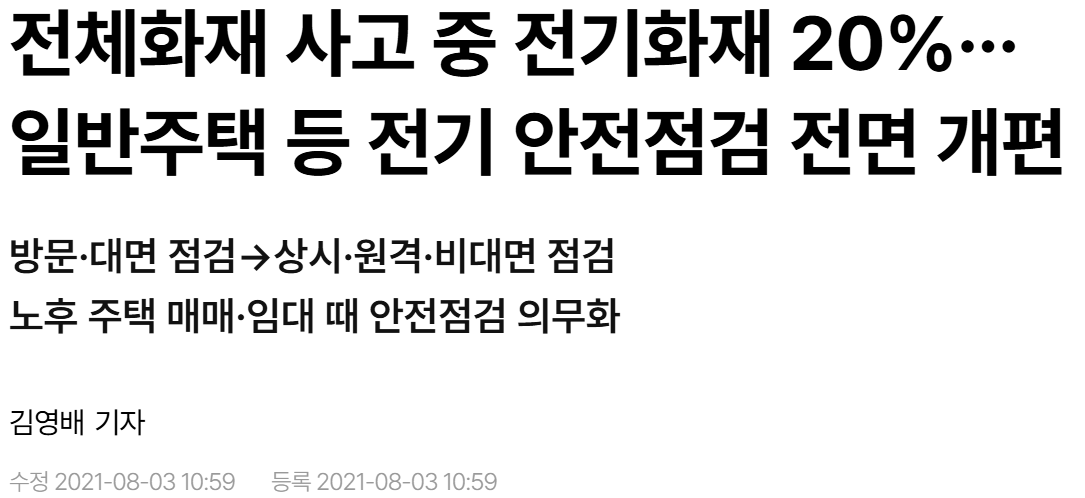 전체화재 사고 중 전기화재 20%…
일반주택 등 전기 안전점검 전면 개편
방문·대면 점검→상시·원격·비대면 점검
노후 주택 매매·임대 때 안전점검 의무화
김영배 기자
수정 2021-08-03 10:59 등록 2021-08-03 10:59